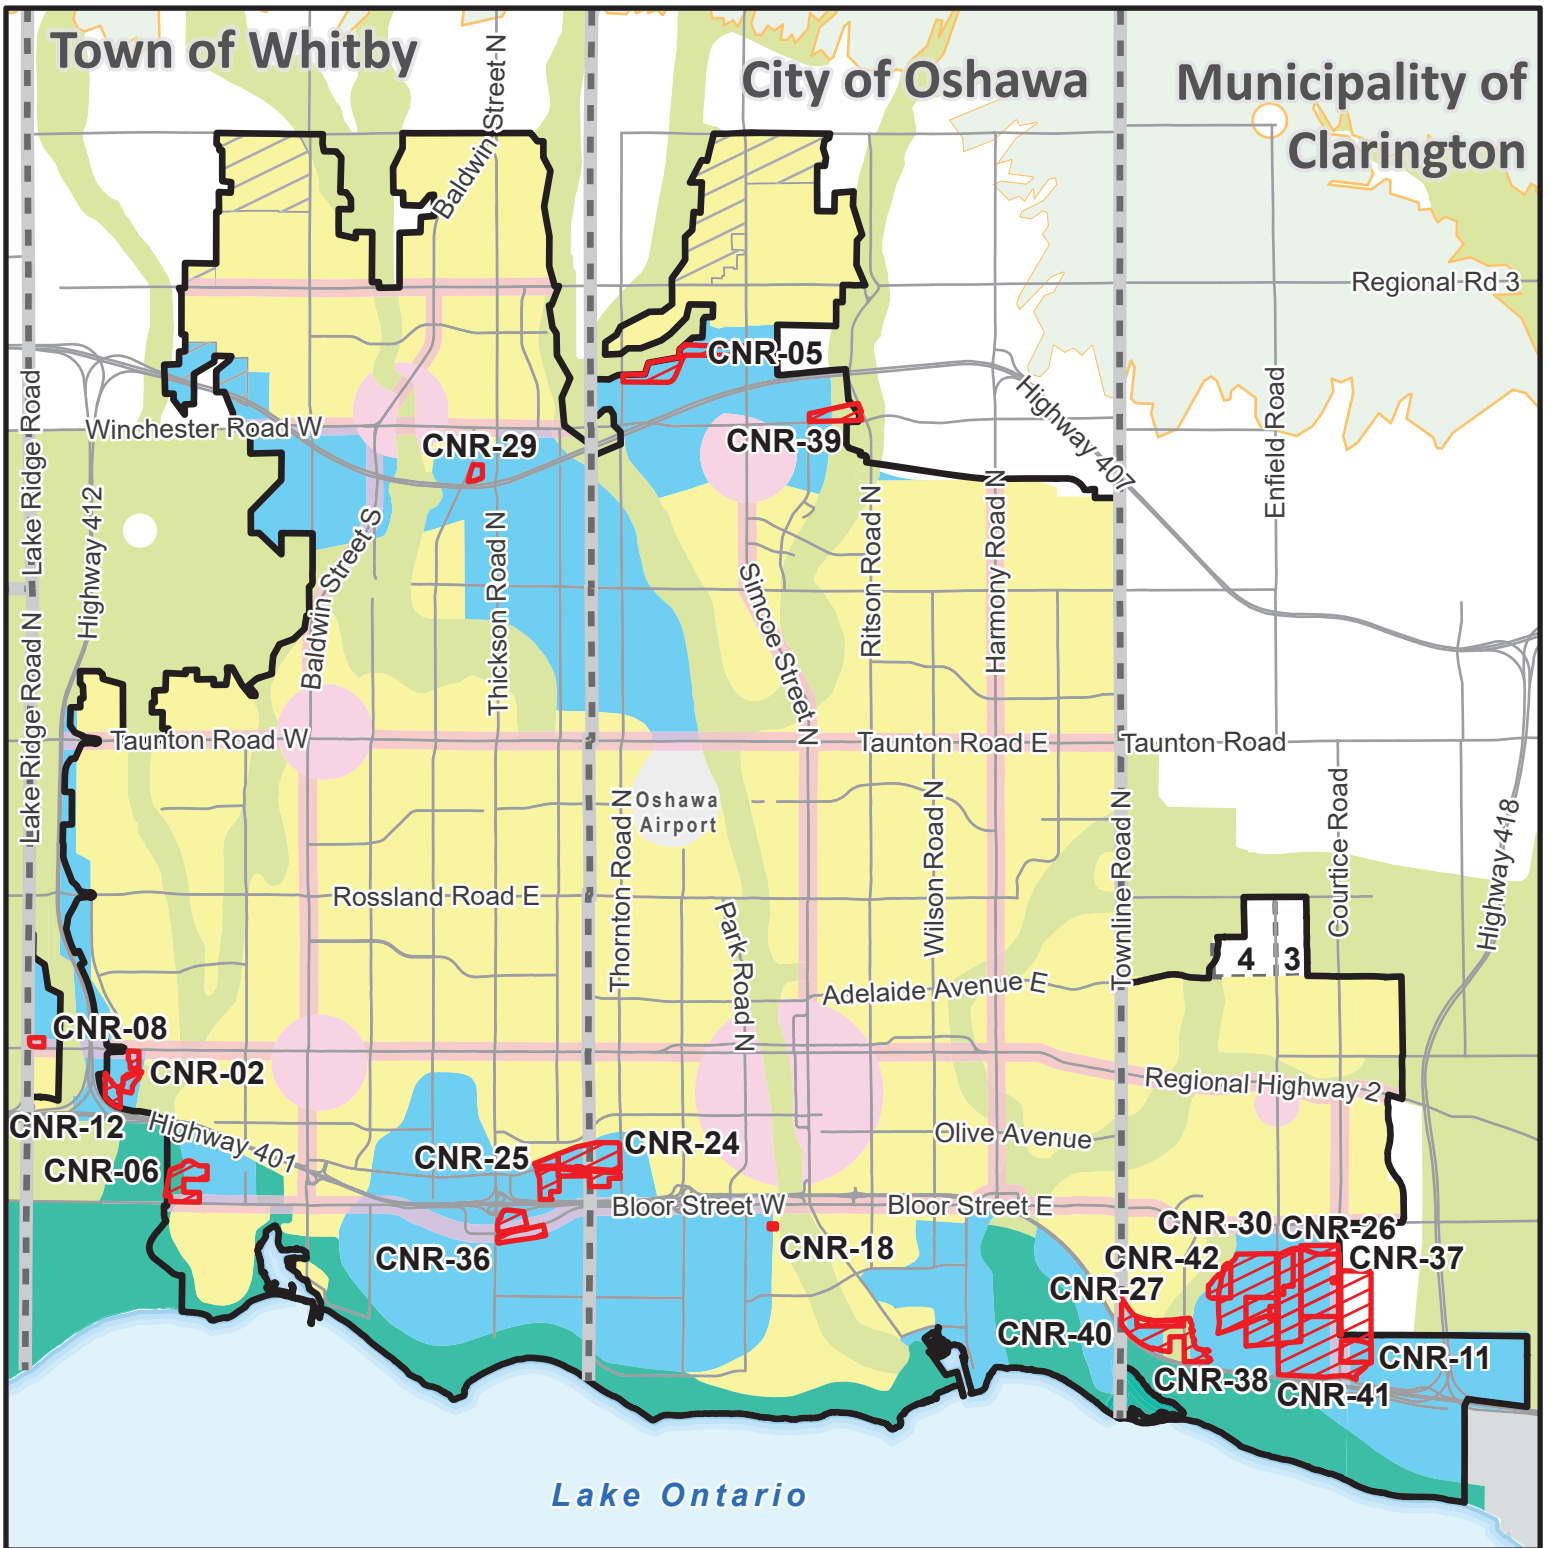 Town of Whitby
City of Oshawa
Municipality of
Clarington
Baldwin Street N
Regional Rd 3
CNR-05
Lake Ridge Road
Winchester Road W
CNR-29
CNR-39
Highway 407
Enfield Road
Highway 412
Baldwin Street S
Thickson Road N
Simcoe Street N
Ritson Road N
Harmony Road N
Lake Ridge Road N
Taunton Road W
Taunton Road E
Taunton Road
Oshawa
Airport
Thornton Road N
Wilson Road N
Townline Road N
Courtice Road
Highway 418
Rossland Road E
Park Road N
4
3
Adelaide Avenue E
CNR-08
CNR-02
CNR-12
Highway 401
Regional Highway 2
Olive Avenue
CNR-06
CNR-25
CNR-24
Bloor Street W
Bloor Street E
CNR-36
CNR-18
CNR-30
CNR-26
CNR-42
CNR-37
CNR-27
CNR-40
CNR-38
CNR-11
CNR-41
Lake Ontario